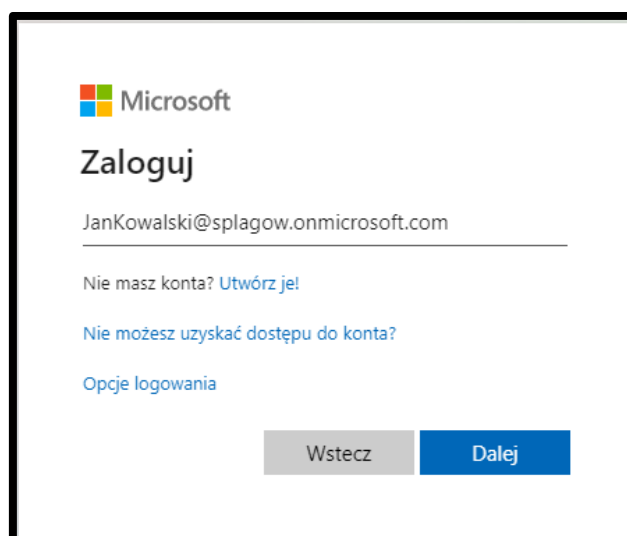 Microsoft
Zaloguj
JanKowalski@splagow.onmicrosoft.com
Nie masz konta? Utwórz je!
Nie możesz uzyskać dostępu do konta?
Opcje logowania
Wstecz Dalej